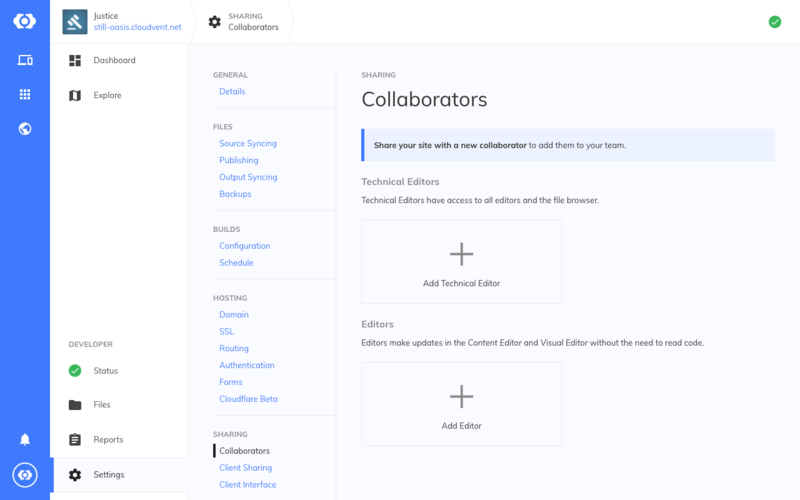 Justice
still-oasis.cloudvent.net
SHARING
Collaborators
Dashboard
Explore
DEVELOPER
Status
Files
Reports
Settings
GENERAL
Details
FILES
Source Syncing
Publishing
Output Syncing
Backups
BUILDS
Configuration
Schedule
HOSTING
Domain
SSL
Routing
Authentication
Forms
Cloudflare Beta
SHARING
Collaborators
Client Sharing
Client Interface
SHARING
Collaborators
Share your site with a new collaborator to add them to your team.
Technical Editors
Technical Editors have access to all editors and the file browser.
Add Technical Editor
Editors
Editors make updates in the Content Editor and Visual Editor without the need to read code.
Add Editor